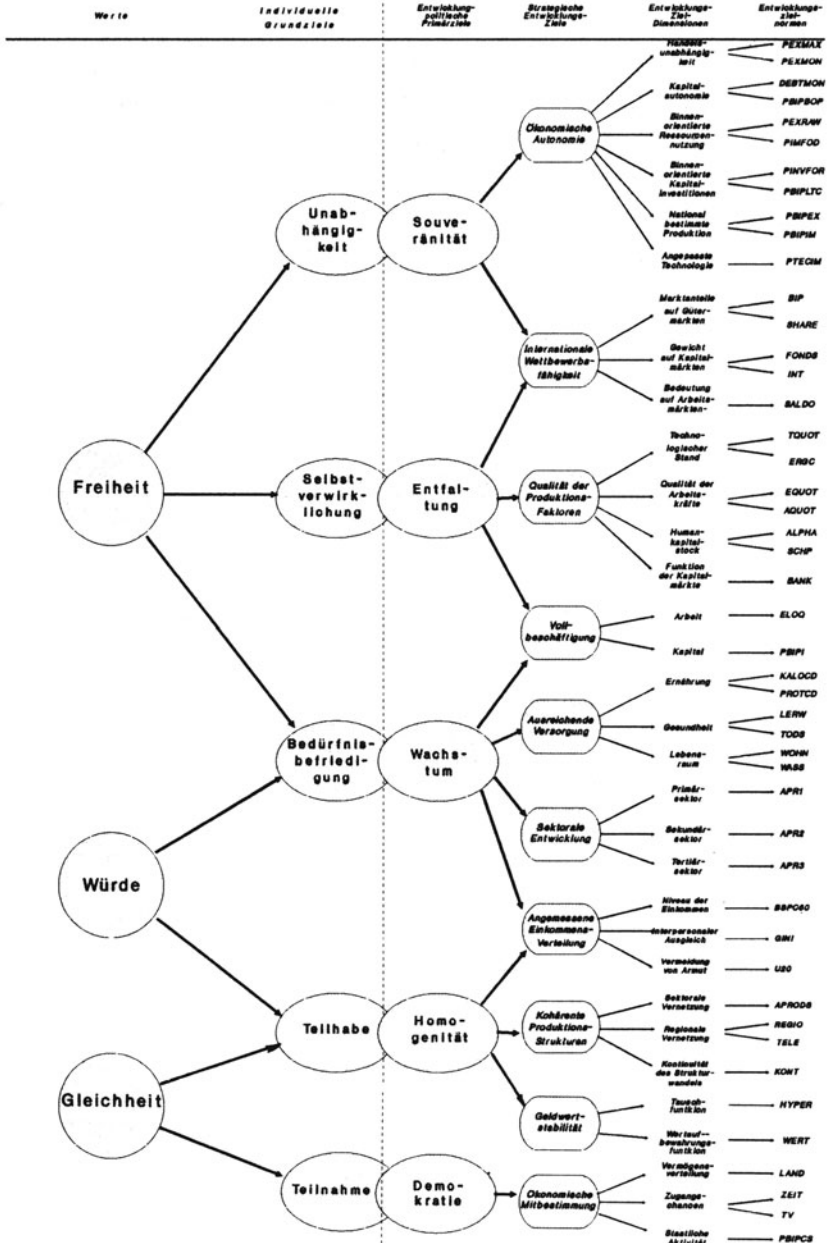 Werte
Individuelle
Grundziele
Entwicklung-
politische
Primärziele
Strategische
Entwicklungs-
Ziele
Entwicklungs-
Ziel-
Dimensionen
Entwicklungs-
ziel-
normen
Freiheit
Würde
Gleichheit
Unab-
hängig-
keit
Selbst-
verwirk-
lichung
Bedürfnis-
befriedi-
gung
Teilhabe
Teilnahme
Souve-
ränität
Entfal-
tung
Wachs-
tum
Homo-
genität
Demo-
kratie
Ökonomische
Autonomie
Internationale
Wettbewerbs-
fähigkeit
Qualität der
Produktions-
Faktoren
Voll-
beschäftigung
Ausreichende
Versorgung
Sektorale
Entwicklung
Angemessene
Einkommens-
Verteilung
Kohärente
Produktions-
Strukturen
Geldwert-
stabilität
Ökonomische
Mitbestimmung
Handels-
unabhängig-
keit
Kapital-
autonomie
Binnen-
orientierte
Ressourcen-
nutzung
Binnen-
orientierte
Kapital-
investitionen
National
bestimmte
Produktion
Angepasste
Technologie
Marktanteile
auf Güter-
märkten
Gewicht
auf Kapital-
märkten
Bedeutung
auf Arbeits-
märkten-
Techno-
logischer
Stand
Qualität der
Arbeits-
kräfte
Human-
kapital-
stock
Funktion
der Kapital-
märkte
Arbeit
Kapital
Ernährung
Gesundheit
Lebens-
raum
Primär-
sektor
Sekundär-
sektor
Tertiär-
sektor
Niveau der
Einkommen
Interpersonaler
Ausgleich
Vermeidung
von Armut
Sektorale
Vernetzung
Regionale
Vernetzung
Kontinuität
des Struktur-
wandels
Tausch-
funktion
Wertauf--
bewahrungs-
funktion
Vermögens-
verteilung
Zugangs-
chancen
Staatliche
Aktivität
PEXMAX
PEXMON
DEBTMON
PBIPBOP
PEXRAW
PIMFOD
PINVFOR
PBIPLTC
PBIPEX
PBIPIM
PTECIM
BIP
SHARE
FONDS
INT
SALDO
TQUOT
ERGC
EQUOT
AQUOT
ALPHA
SCHP
BANK
ELOQ
PBIPI
KALOCD
PROTCD
LERW
TODS
WOHN
WASS
APR1
APR2
APR3
BSPC60
GINI
U20
APRODS
REGIO
TELE
KONT
HYPER
WERT
LAND
ZEIT
TV
PBIPCS